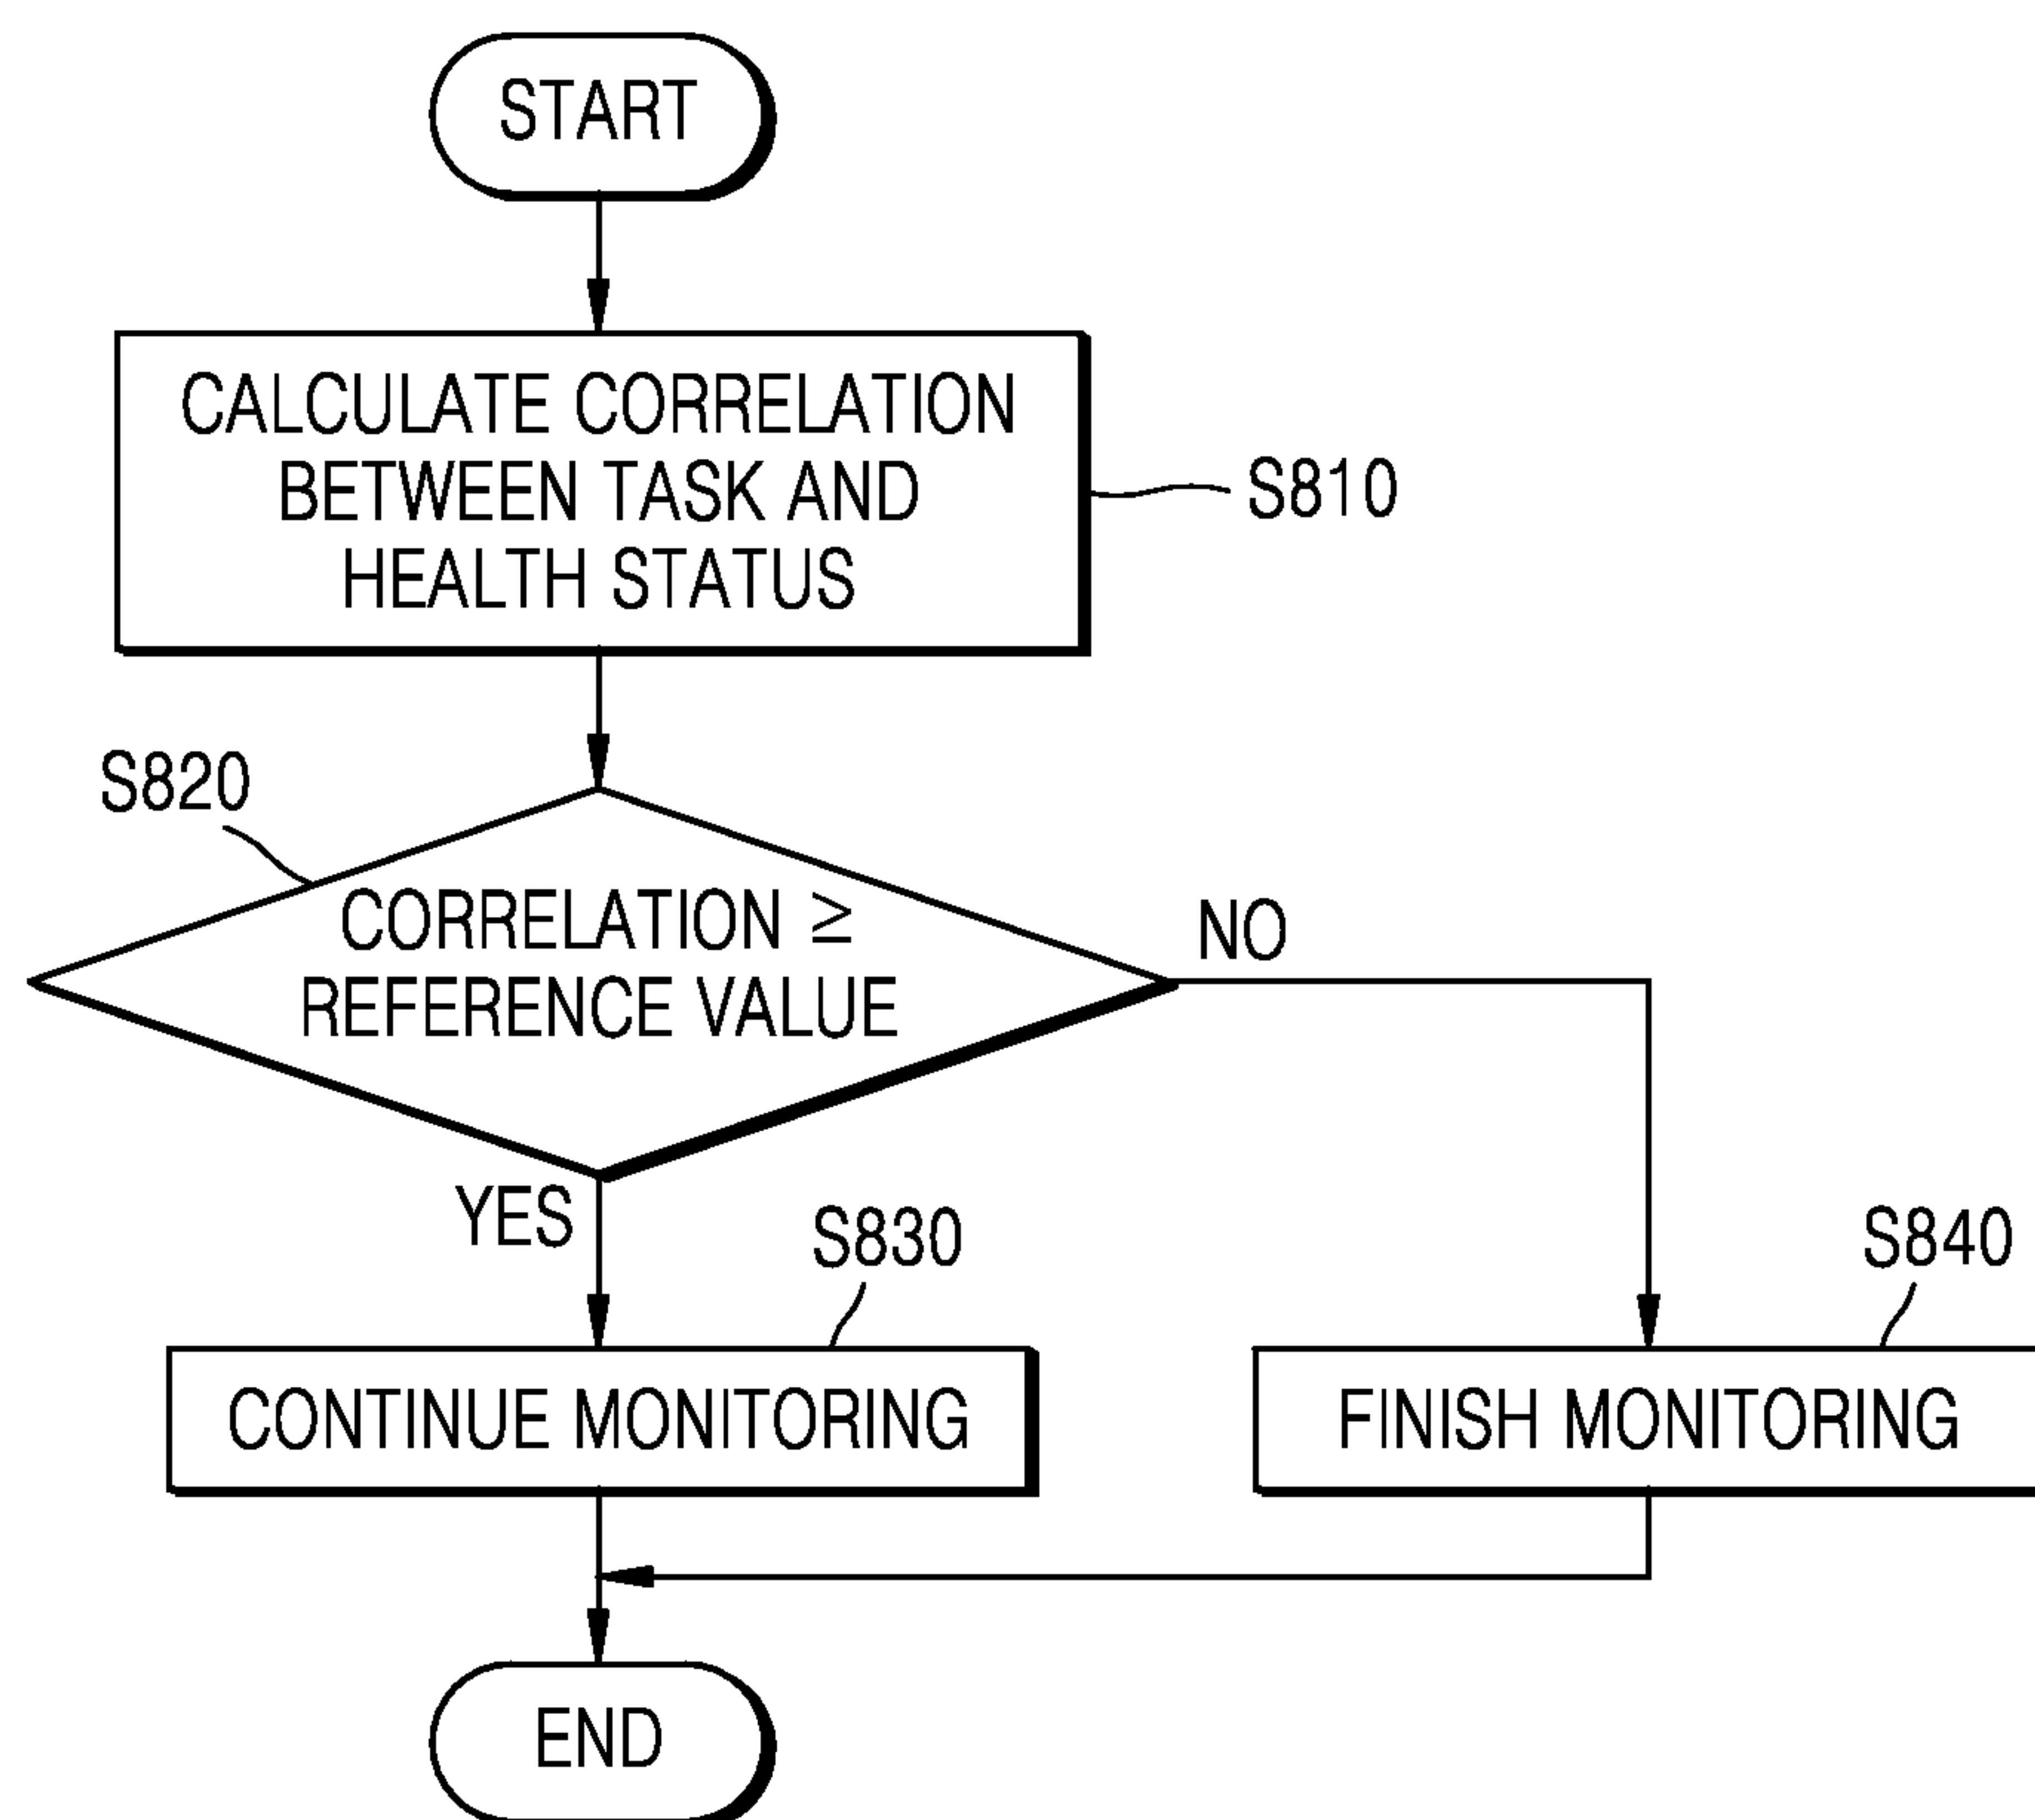 START
CALCULATE CORRELATION
BETWEEN TASK AND
HEALTH STATUS
S810
S820
CORRELATION ≥
REFERENCE VALUE
NO
YES
S830
S840
CONTINUE MONITORING
FINISH MONITORING
END